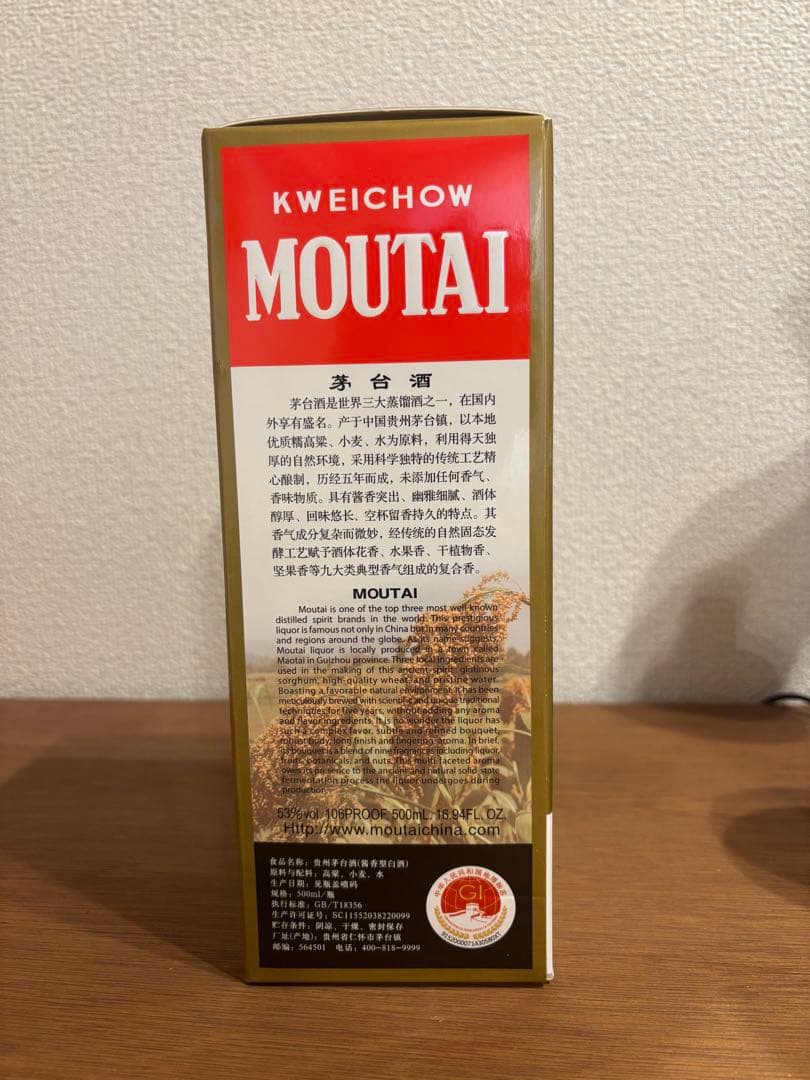 KWEICHOW
MOUTAI
茅台酒
茅台酒是世界三大蒸馏酒之一，在国内
外享有盛名。产于中国贵州茅台镇，以本地
优质糯高粱、小麦、水为原料，利用得天独
厚的自然环境，采用科学独特的传统工艺精
心酿制，历经五年而成，未添加任何香气、
香味物质。具有酱香突出、幽雅细腻、酒体
醇厚、回味悠长、空杯留香持久的特点。其
香气成分复杂而微妙，经传统的自然固态发
酵工艺赋予酒体花香、水果香、干植物香、
坚果香等九大类典型香气组成的复合香。
MOUTAI
Moutai is one of the top three most well-known
distilled spirit brands in the world. This prestigious
liquor is famous not only in China but in many countries
and regions around the globe. As its name suggests,
Moutai liquor is locally produced in a town called
Maotai in Guizhou province. Three local ingredients are
used in the making of this ancient spirit: glutinous
sorghum, high-quality wheat and pristine water.
Boasting a favorable natural environment. It has been
meticulously brewed with scientific and unique traditional
techniques for five years, without adding any aroma
and flavor ingredients. It is no wonder the liquor has
such a complex favor, subtle and refined bouquet,
robust body, long finish and lingering aroma. In brief,
its bouquet is a blend of nine fragrances including liquor,
fruits, botanicals, and nuts. This multi-faceted aroma
owes its presence to the ancient and natural solid-state
fermentation process the liquor undergoes during
production.
53%vol. 106PROOF. 500mL. 16.94FL. OZ.
Http://www.moutaichina.com
食品名称：贵州茅台酒(酱香型白酒)
原料与配料：高粱、小麦、水
生产日期：见瓶盖喷码
规格：500ml/瓶
执行标准：GB/T18356
生产许可证号：SC11552038220099
贮存条件：阴凉、干燥、密封保存
厂址(产地)：贵州省仁怀市茅台镇
邮编：564501 电话：400-818-9999
中华人民共和国地理标志
GI